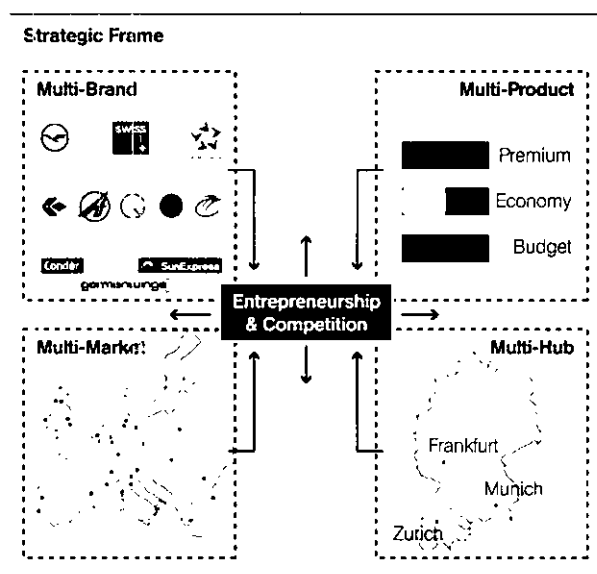 Strategic Frame
Multi-Brand
SWISS
Condor
SunExpress
germanwings
Multi-Product
Premium
Economy
Budget
Entrepreneurship
& Competition
Multi-Market
Multi-Hub
Frankfurt
Munich
Zurich